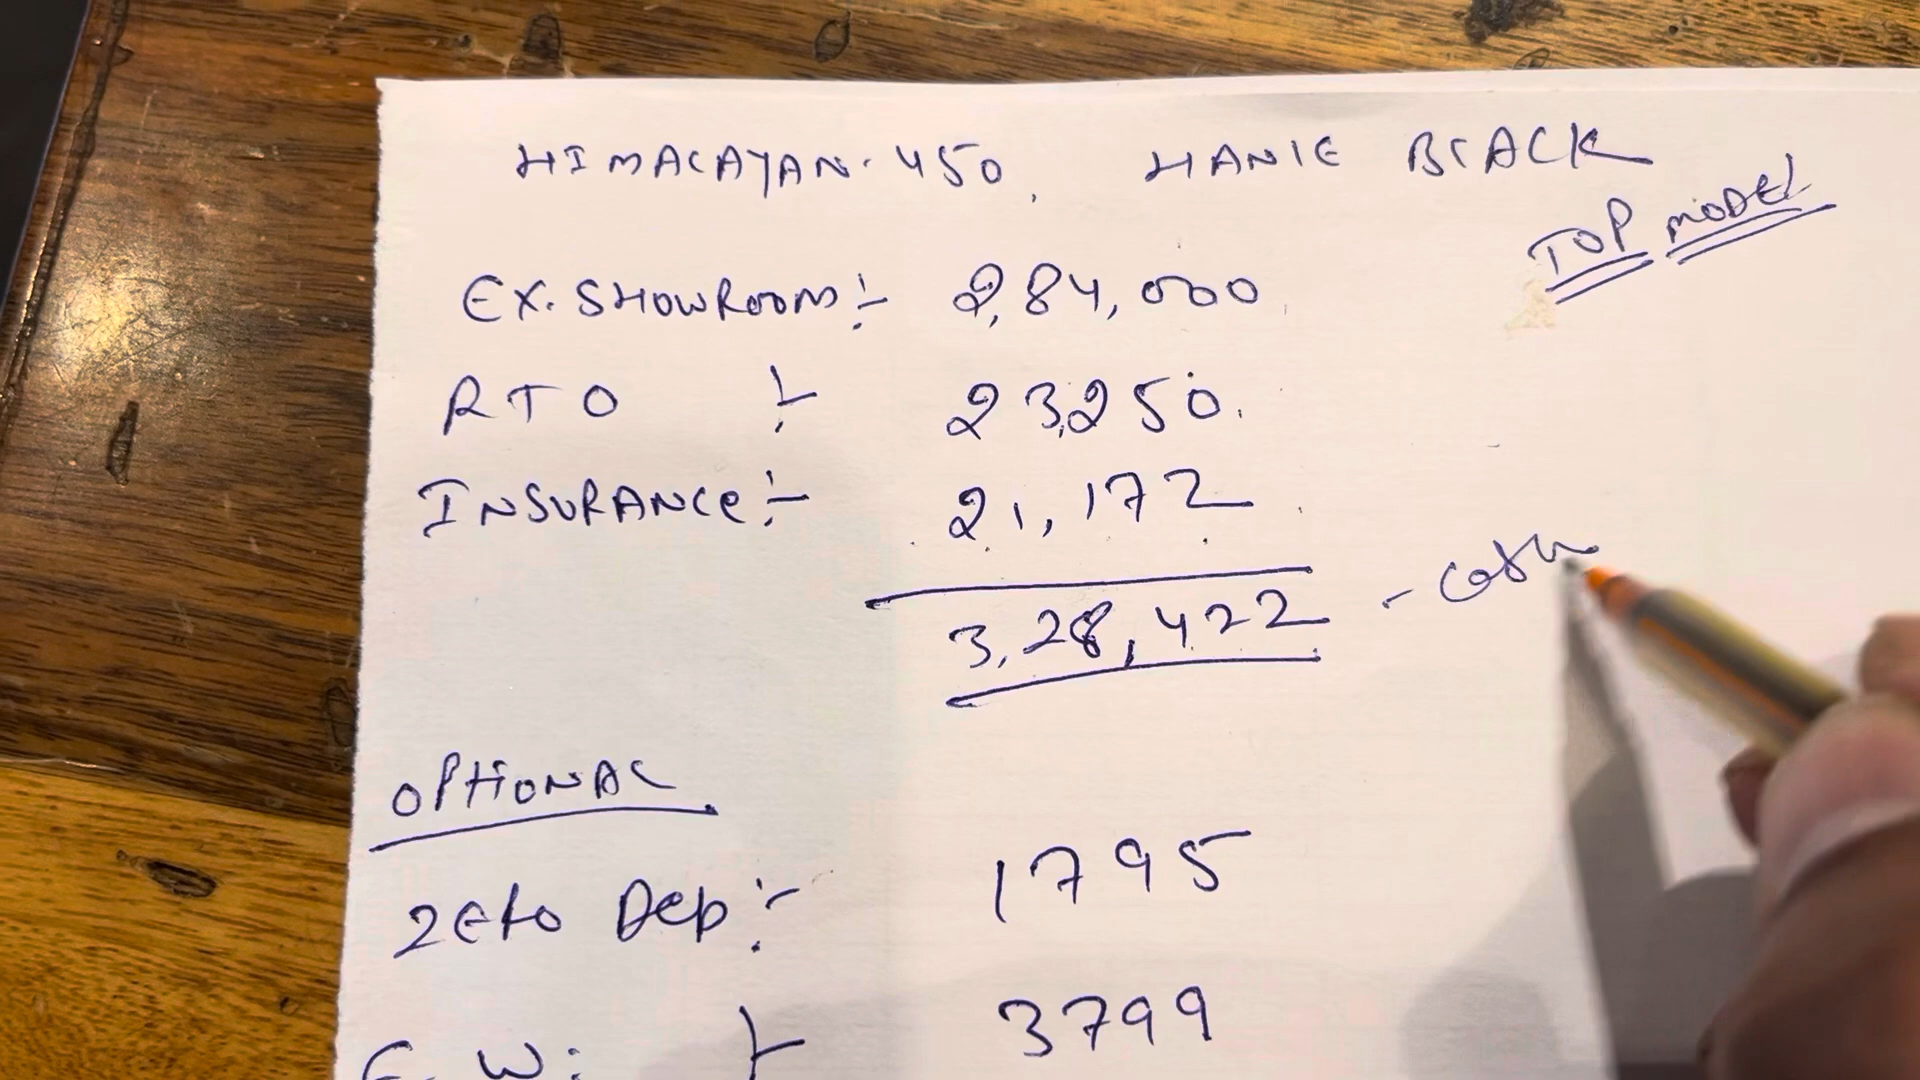 HIMALAYAN. 450, HANLE BLACK
TOP MODEL
EX. SHOWROOM :- 2,84,000
RTO :- 23,250.
INSURANCE :- 21,172
3,28,422 - Cash
OPTIONAL
Zero Dep :- 1795
E. W. :- 3799